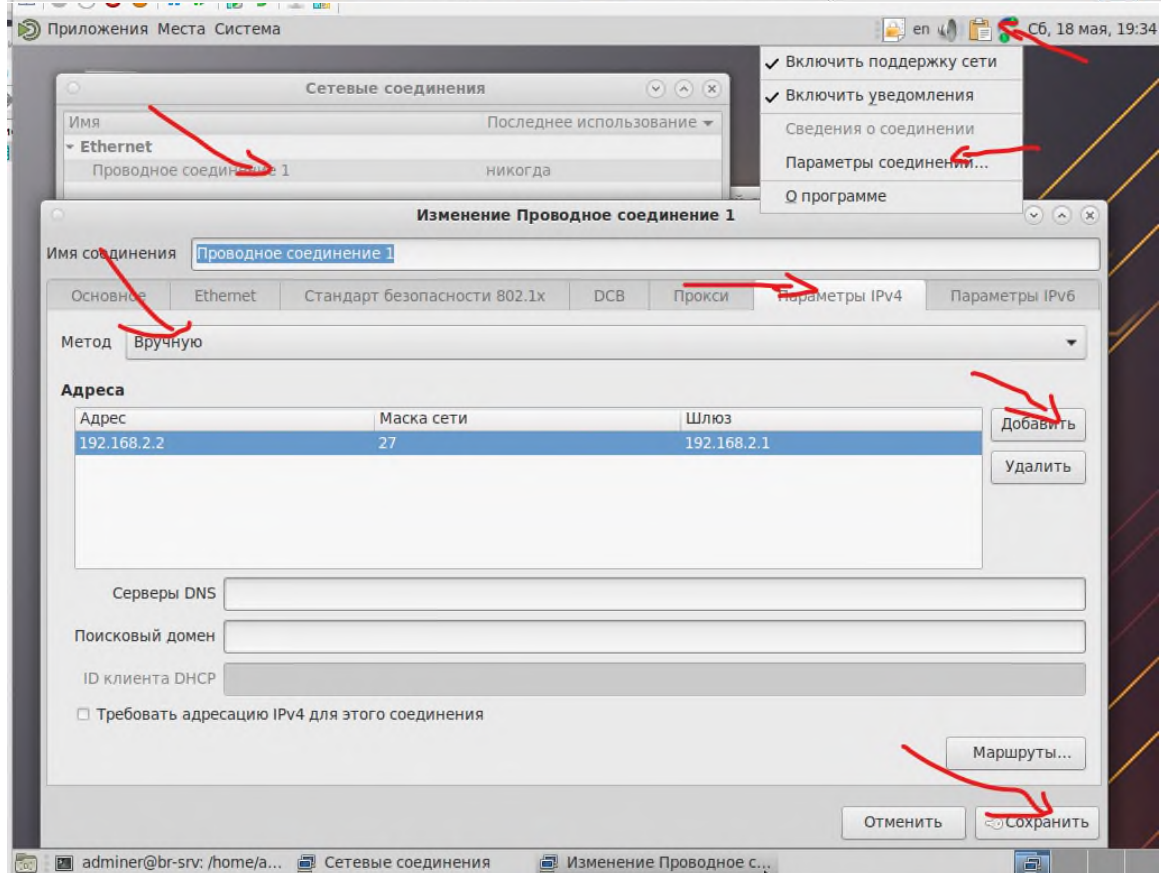 Приложения Места Система
en
Сб, 18 мая, 19:34
Включить поддержку сети
Включить уведомления
Сведения о соединении
Параметры соединений...
О программе
Сетевые соединения
Имя Последнее использование
Ethernet
Проводное соединение 1 никогда
Изменение Проводное соединение 1
Имя соединения Проводное соединение 1
Основное Ethernet Стандарт безопасности 802.1x DCB Прокси Параметры IPv4 Параметры IPv6
Метод Вручную
Адреса
Адрес Маска сети Шлюз
192.168.2.2 27 192.168.2.1
Добавить
Удалить
Серверы DNS
Поисковый домен
ID клиента DHCP
Требовать адресацию IPv4 для этого соединения
Маршруты...
Отменить Сохранить
adminer@br-srv: /home/a... Сетевые соединения Изменение Проводное с...